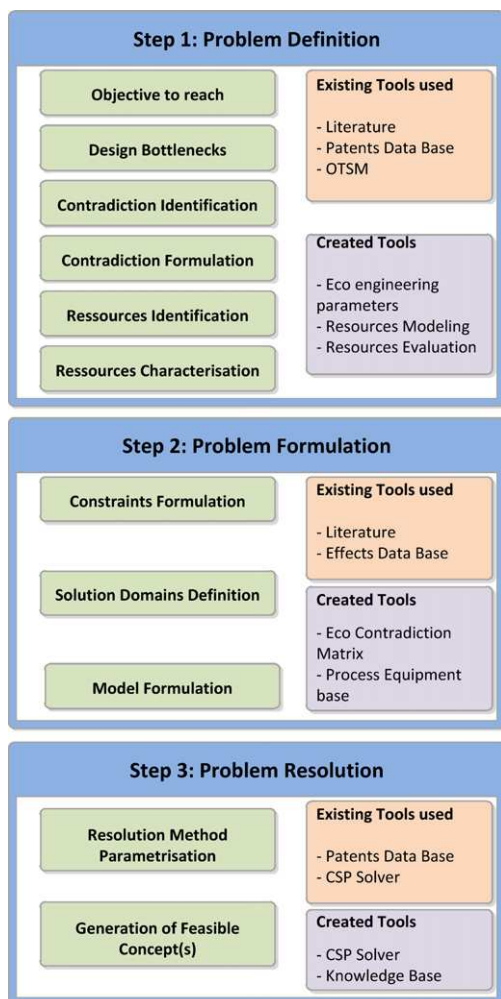 Step 1: Problem Definition
Objective to reach
Design Bottlenecks
Contradiction Identification
Contradiction Formulation
Ressources Identification
Ressources Characterisation
Existing Tools used
- Literature
- Patents Data Base
- OTSM
Created Tools
- Eco engineering
parameters
- Resources Modeling
- Resources Evaluation
Step 2: Problem Formulation
Constraints Formulation
Solution Domains Definition
Model Formulation
Existing Tools used
- Literature
- Effects Data Base
Created Tools
- Eco Contradiction
Matrix
- Process Equipment
base
Step 3: Problem Resolution
Resolution Method
Parametrisation
Generation of Feasible
Concept(s)
Existing Tools used
- Patents Data Base
- CSP Solver
Created Tools
- CSP Solver
- Knowledge Base